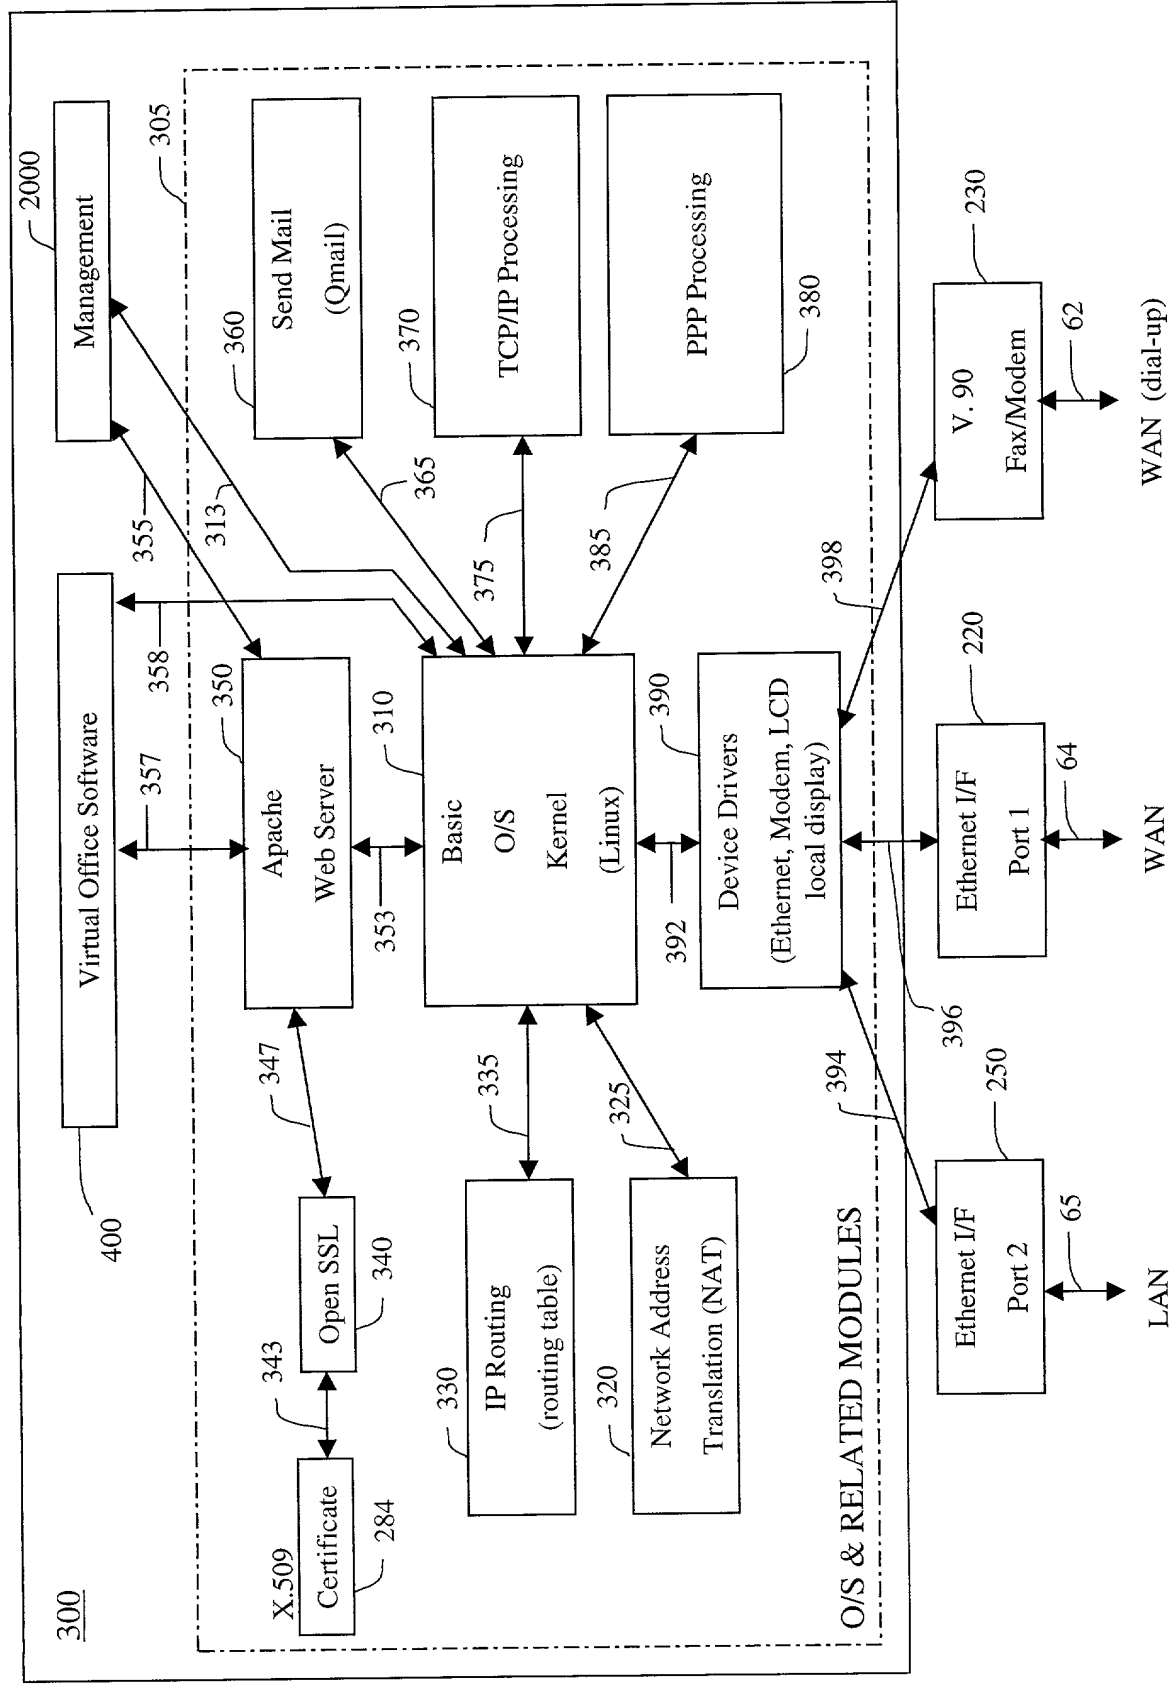 300
400
Virtual Office Software
Management
2000
357
358
355
313
305
X.509
Certificate
284
343
Open SSL
340
347
350
Apache
Web Server
353
360
Send Mail
(Qmail)
365
330
IP Routing
(routing table)
335
310
Basic
O/S
Kernel
(Linux)
375
370
TCP/IP Processing
320
Network Address
Translation (NAT)
325
392
385
PPP Processing
380
390
Device Drivers
(Ethernet, Modem, LCD
local display)
O/S & RELATED MODULES
394
396
398
250
Ethernet I/F
Port 2
65
LAN
220
Ethernet I/F
Port 1
64
WAN
230
V. 90
Fax/Modem
62
WAN (dial-up)